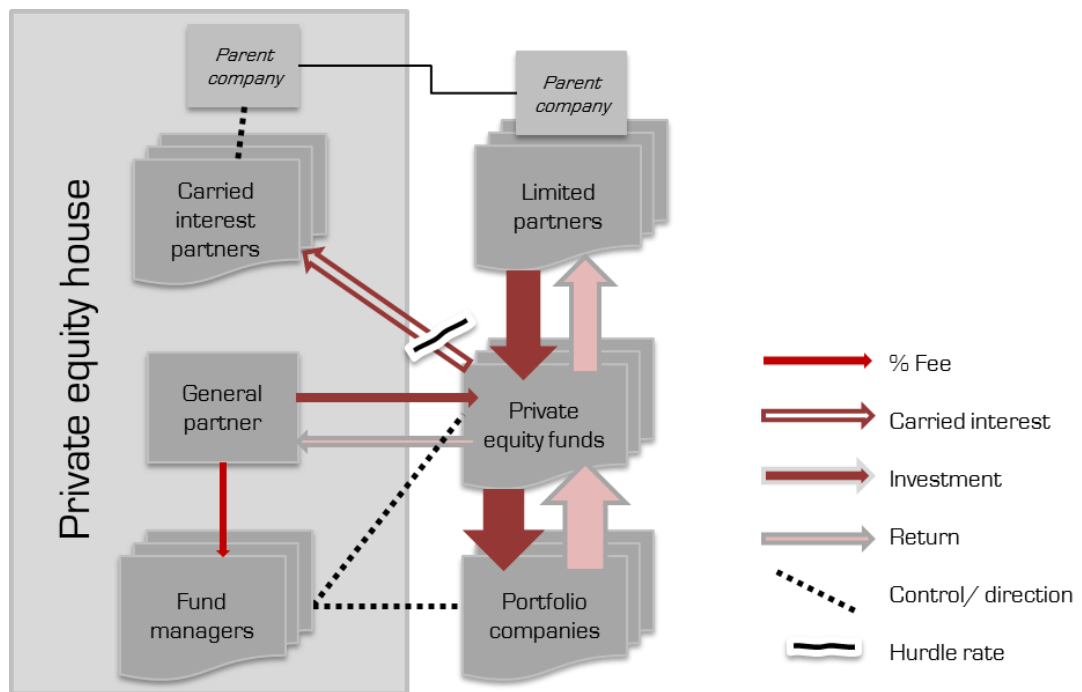 Parent
company
Parent
company
Private equity house
Carried
interest
partners
Limited
partners
General
partner
Private
equity funds
Fund
managers
Portfolio
companies
% Fee
Carried interest
Investment
Return
Control/ direction
Hurdle rate